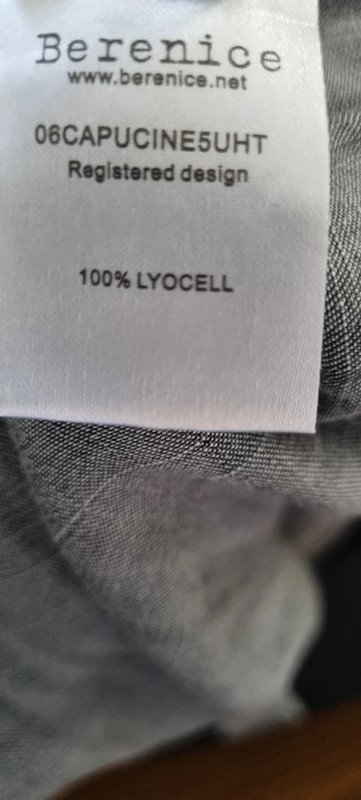 Berenice
www.berenice.net
06CAPUCINE5UHT
Registered design
100% LYOCELL